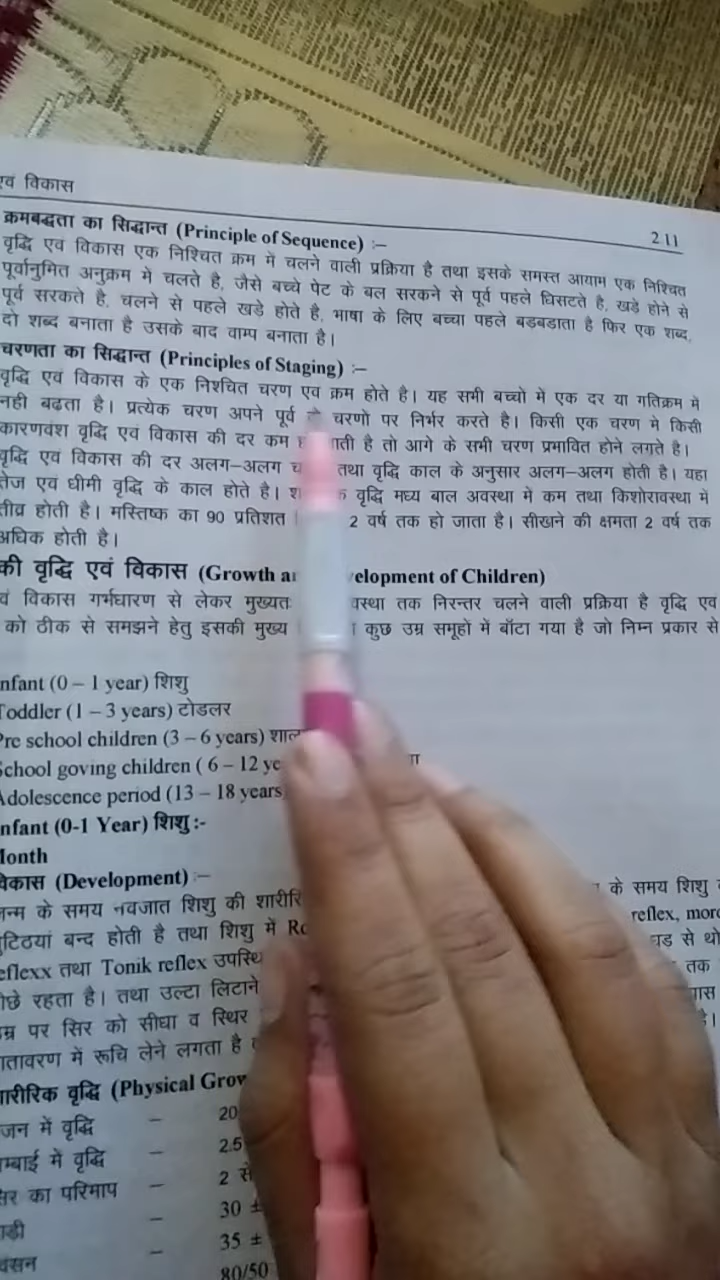 एवं विकास
211
क्रमबद्धता का सिद्धान्त (Principle of Sequence) :–
वृद्धि एवं विकास एक निश्चित क्रम में चलने वाली प्रक्रिया है तथा इसके समस्त आयाम एक निश्चित
पूर्वानुमित अनुक्रम में चलते है, जैसे बच्चे पेट के बल सरकने से पूर्व पहले घिसटते है, खड़े होने से
पूर्व सरकते है, चलने से पहले खड़े होते है, भाषा के लिए बच्चा पहले बड़बडाता है फिर एक शब्द,
दो शब्द बनाता है उसके बाद वाम्प बनाता है।
चरणता का सिद्धान्त (Principles of Staging) :–
वृद्धि एवं विकास के एक निश्चित चरण एव क्रम होते है। यह सभी बच्चों में एक दर या गतिक्रम में
नही बढ़ता है। प्रत्येक चरण अपने पूर्व चरणो पर निर्भर करते है। किसी एक चरण मे किसी
कारणवंश वृद्धि एवं विकास की दर कम है तो आगे के सभी चरण प्रभावित होने लगते है।
वृद्धि एवं विकास की दर अलग–अलग तथा वृद्धि काल के अनुसार अलग–अलग होती है। यहा
तेज एवं धीमी वृद्धि के काल होते है। वृद्धि मध्य बाल अवस्था में कम तथा किशोरावस्था में
तीव्र होती है। मस्तिष्क का 90 प्रतिशत 2 वर्ष तक हो जाता है। सीखने की क्षमता 2 वर्ष तक
अधिक होती है।
की वृद्धि एवं विकास (Growth velopment of Children)
विकास गर्भधारण से लेकर मुख्यत निरन्तर चलने वाली प्रक्रिया है वृद्धि एव
को ठीक से समझने हेतु इसकी मुख्य कुछ उम्र समूहों में बॉटा गया है जो निम्न प्रकार से
nfant (0 – 1 year) शिशु
Toddler (1 – 3 years) टोडलर
Pre school children (3 – 6 years)
School goving children ( 6 – 12
Adolescence period (13 – 18 years
nfant (0-1 Year) शिशु :-
Month
विकास (Development) :–
जन्म के समय नवजात शिशु की के समय शिशु
बन्द होती है तथा शिशु में reflex,
eflexx तथा Tonik reflex से
रहता है। तथा उल्टा लिटाने तक
पर सिर को सीधा व स्थिर
में रूचि लेने लगता है
शारीरिक वृद्धि (Physical
में वृद्धि – 20
में वृद्धि – 2.5
का परिमाप – 2 से
– 30 ±
– 35 ±
80/50